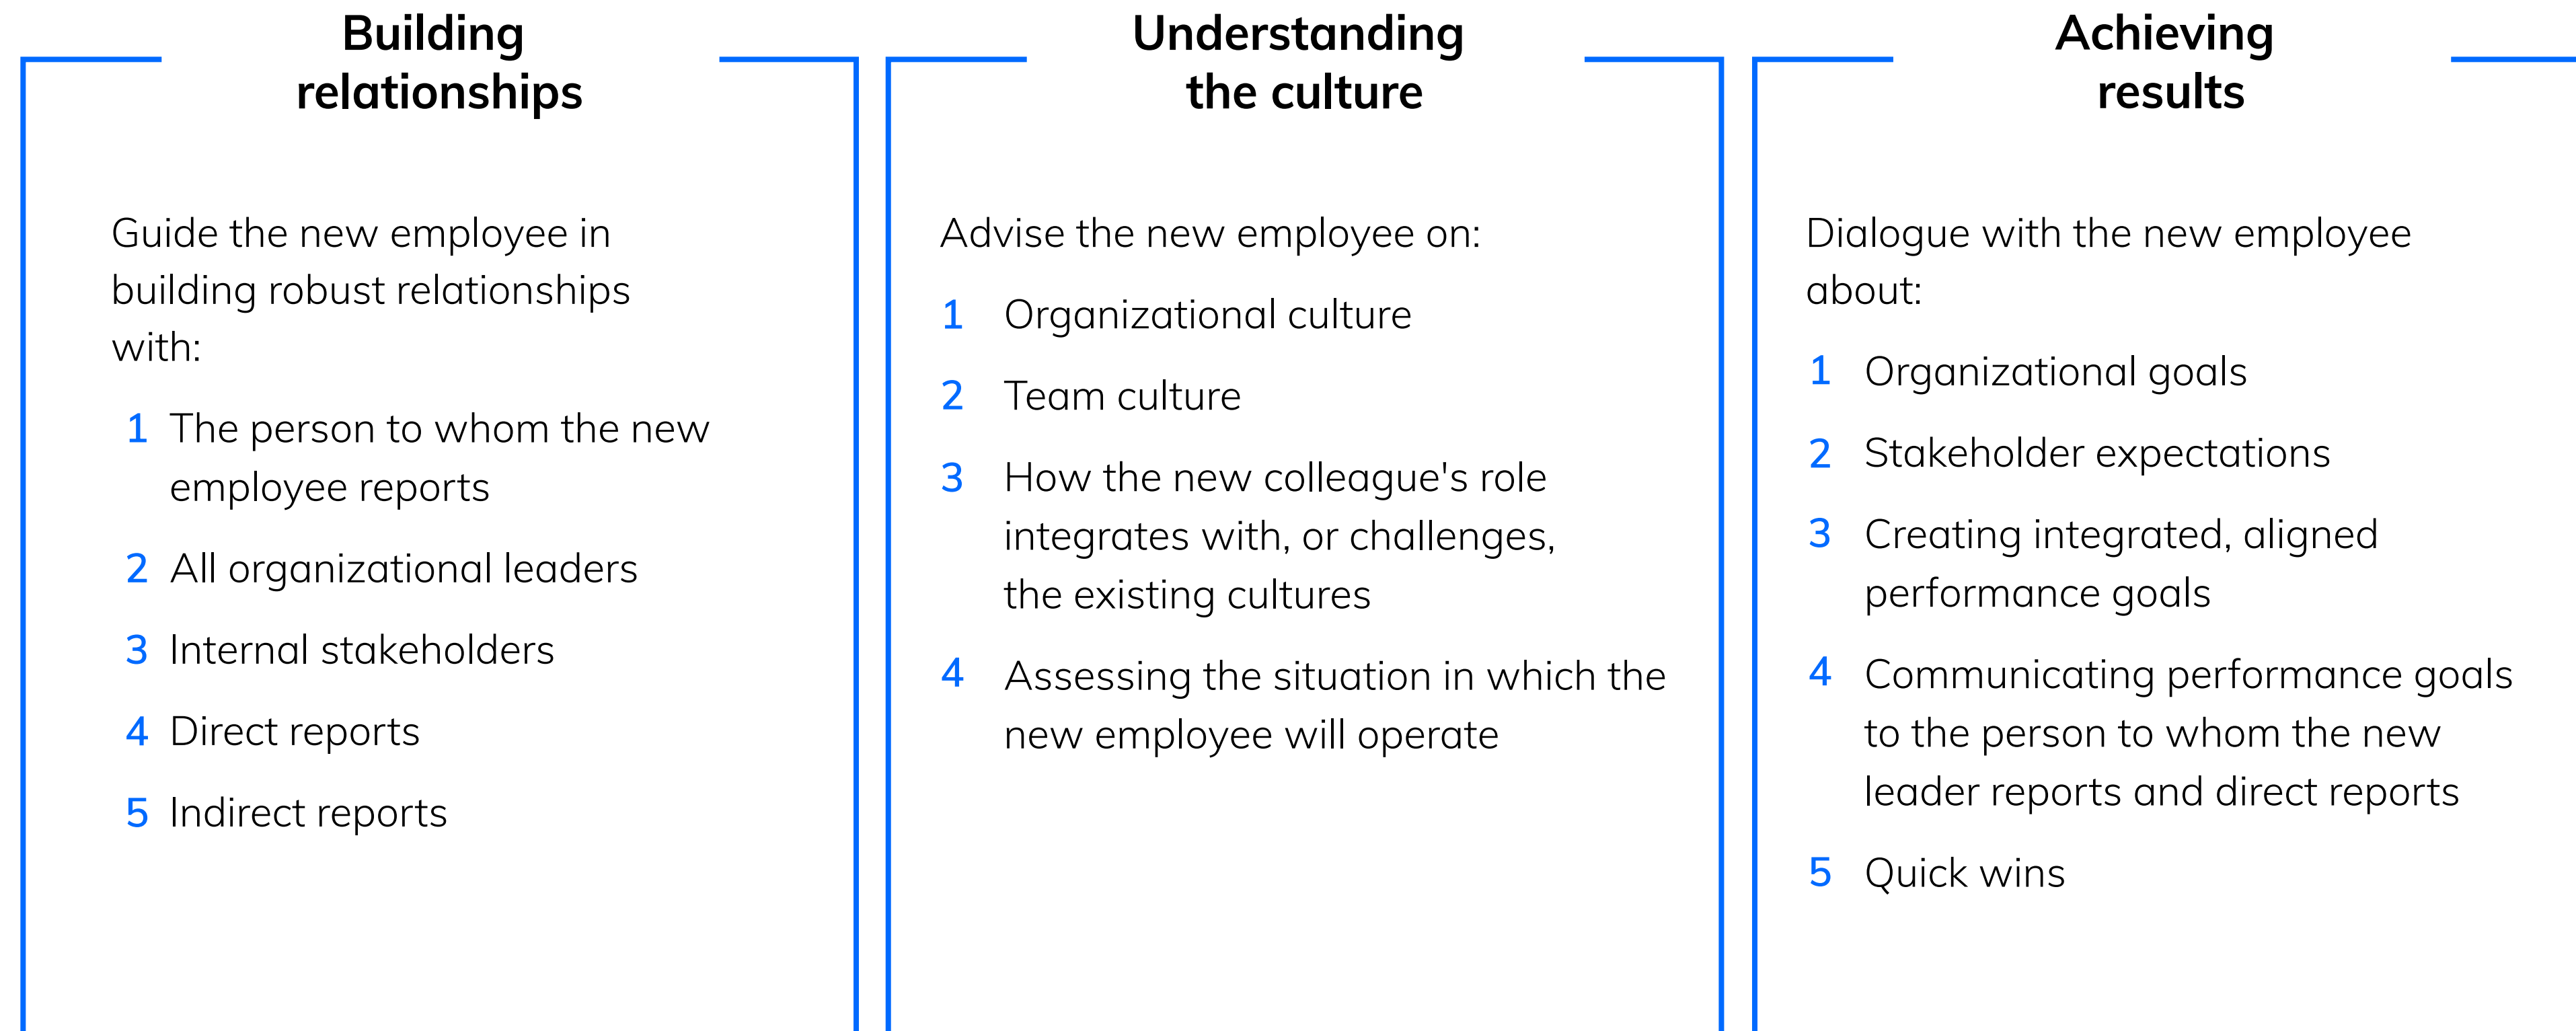 Building
relationships
Guide the new employee in
building robust relationships
with:
1 The person to whom the new
employee reports
2 All organizational leaders
3 Internal stakeholders
4 Direct reports
5 Indirect reports
Understanding
the culture
Advise the new employee on:
1 Organizational culture
2 Team culture
3 How the new colleague's role
integrates with, or challenges,
the existing cultures
4 Assessing the situation in which the
new employee will operate
Achieving
results
Dialogue with the new employee
about:
1 Organizational goals
2 Stakeholder expectations
3 Creating integrated, aligned
performance goals
4 Communicating performance goals
to the person to whom the new
leader reports and direct reports
5 Quick wins